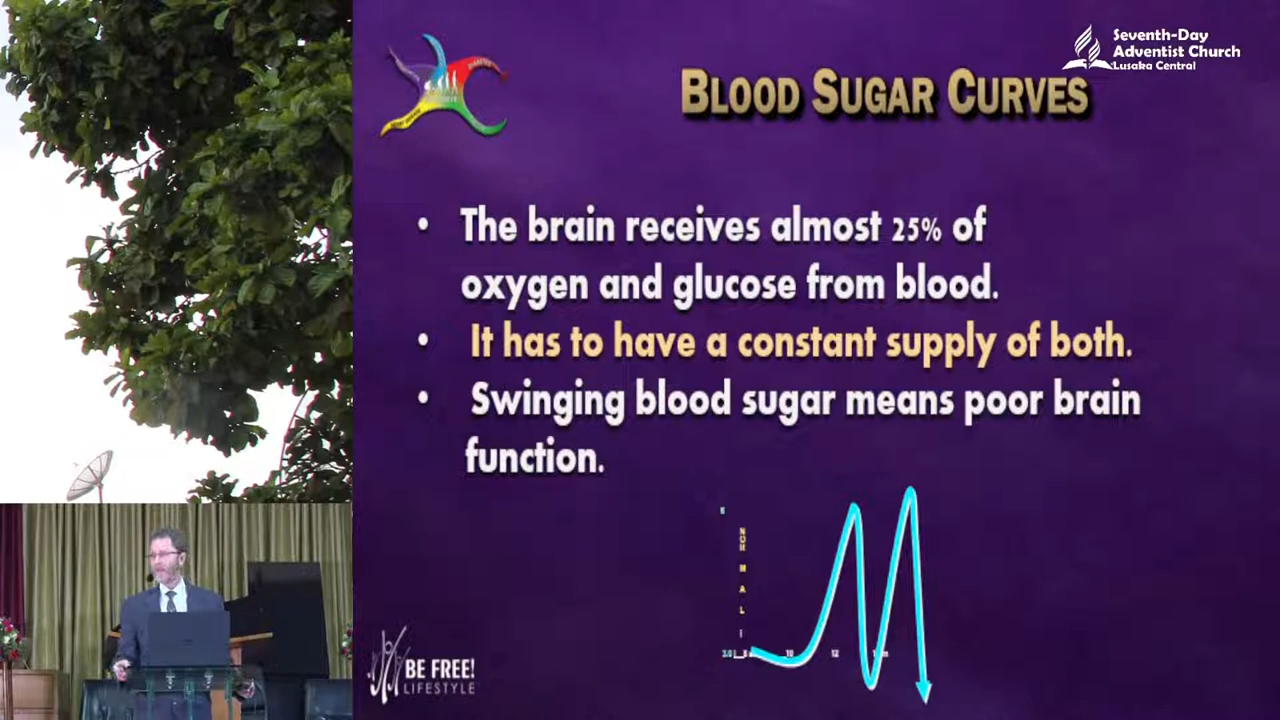 Seventh-Day
Adventist Church
Lusaka Central
BLOOD SUGAR CURVES
• The brain receives almost 25% of
oxygen and glucose from blood.
• It has to have a constant supply of both.
• Swinging blood sugar means poor brain
function.
10 12
BE FREE!
LIFESTYLE